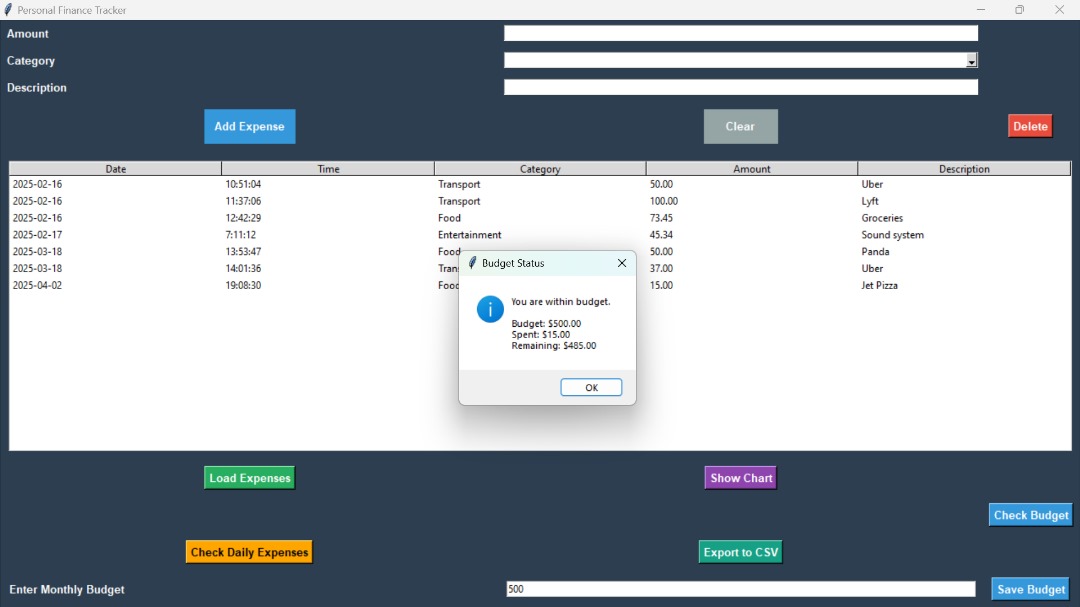 Personal Finance Tracker
Amount
Category
Description
Add Expense Clear Delete
Date Time Category Amount Description
2025-02-16 10:51:04 Transport 50.00 Uber
2025-02-16 11:37:06 Transport 100.00 Lyft
2025-02-16 12:42:29 Food 73.45 Groceries
2025-02-17 7:11:12 Entertainment 45.34 Sound system
2025-03-18 13:53:47 Food 50.00 Panda
2025-03-18 14:01:36 Tran 37.00 Uber
2025-04-02 19:08:30 Food 15.00 Jet Pizza
Budget Status
You are within budget.
Budget: $500.00
Spent: $15.00
Remaining: $485.00
OK
Load Expenses Show Chart
Check Budget
Check Daily Expenses Export to CSV
Enter Monthly Budget 500 Save Budget